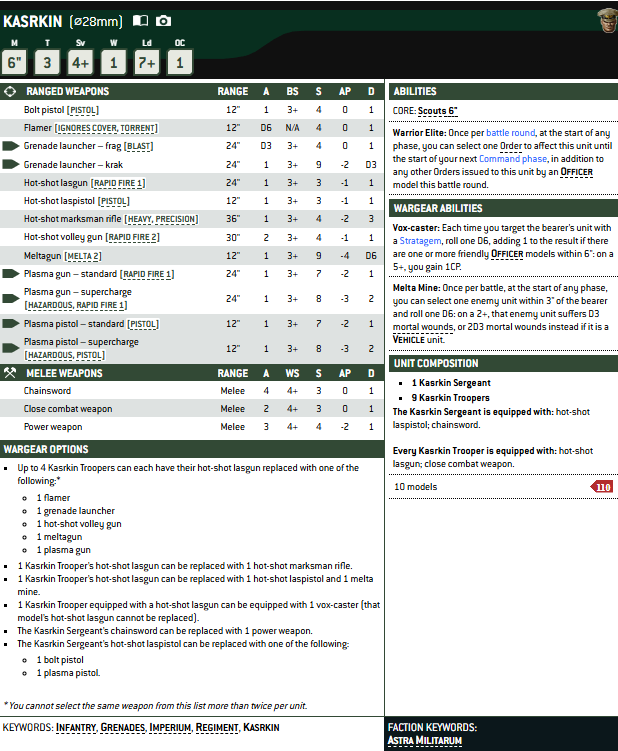 KASRKIN (⌀28mm)
M T Sv W Ld OC
6" 3 4+ 1 7+ 1
RANGED WEAPONS RANGE A BS S AP D
Bolt pistol [PISTOL] 12" 1 3+ 4 0 1
Flamer [IGNORES COVER, TORRENT] 12" D6 N/A 4 0 1
Grenade launcher – frag [BLAST] 24" D3 3+ 4 0 1
Grenade launcher – krak 24" 1 3+ 9 -2 D3
Hot-shot lasgun [RAPID FIRE 1] 24" 1 3+ 3 -1 1
Hot-shot laspistol [PISTOL] 12" 1 3+ 3 -1 1
Hot-shot marksman rifle [HEAVY, PRECISION] 36" 1 3+ 4 -2 3
Hot-shot volley gun [RAPID FIRE 2] 30" 2 3+ 4 -1 1
Meltagun [MELTA 2] 12" 1 3+ 9 -4 D6
Plasma gun – standard [RAPID FIRE 1] 24" 1 3+ 7 -2 1
Plasma gun – supercharge
[HAZARDOUS, RAPID FIRE 1] 24" 1 3+ 8 -3 2
Plasma pistol – standard [PISTOL] 12" 1 3+ 7 -2 1
Plasma pistol – supercharge
[HAZARDOUS, PISTOL] 12" 1 3+ 8 -3 2
MELEE WEAPONS RANGE A WS S AP D
Chainsword Melee 4 4+ 3 0 1
Close combat weapon Melee 2 4+ 3 0 1
Power weapon Melee 3 4+ 4 -2 1
WARGEAR OPTIONS
Up to 4 Kasrkin Troopers can each have their hot-shot lasgun replaced with one of the
following:*
1 flamer
1 grenade launcher
1 hot-shot volley gun
1 meltagun
1 plasma gun
1 Kasrkin Trooper's hot-shot lasgun can be replaced with 1 hot-shot marksman rifle.
1 Kasrkin Trooper's hot-shot lasgun can be replaced with 1 hot-shot laspistol and 1 melta
mine.
1 Kasrkin Trooper equipped with a hot-shot lasgun can be equipped with 1 vox-caster (that
model's hot-shot lasgun cannot be replaced).
The Kasrkin Sergeant's chainsword can be replaced with 1 power weapon.
The Kasrkin Sergeant's hot-shot laspistol can be replaced with one of the following:
1 bolt pistol
1 plasma pistol.
* You cannot select the same weapon from this list more than twice per unit.
ABILITIES
CORE: Scouts 6"
Warrior Elite: Once per battle round, at the start of any
phase, you can select one Order to affect this unit until
the start of your next Command phase, in addition to
any other Orders issued to this unit by an OFFICER
model this battle round.
WARGEAR ABILITIES
Vox-caster: Each time you target the bearer's unit with
a Stratagem, roll one D6, adding 1 to the result if there
are one or more friendly OFFICER models within 6": on a
5+, you gain 1CP.
Melta Mine: Once per battle, at the start of any phase,
you can select one enemy unit within 3" of the bearer
and roll one D6: on a 2+, that enemy unit suffers D3
mortal wounds, or 2D3 mortal wounds instead if it is a
VEHICLE unit.
UNIT COMPOSITION
1 Kasrkin Sergeant
9 Kasrkin Troopers
The Kasrkin Sergeant is equipped with: hot-shot
laspistol; chainsword.
Every Kasrkin Trooper is equipped with: hot-shot
lasgun; close combat weapon.
10 models 110
KEYWORDS: INFANTRY, GRENADES, IMPERIUM, REGIMENT, KASRKIN
FACTION KEYWORDS:
ASTRA MILITARUM